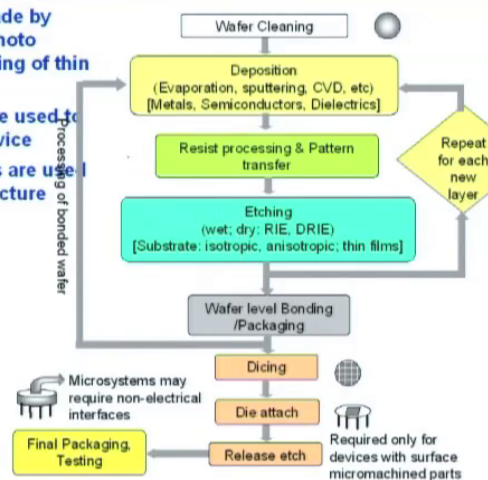 de by
hoto
ing of thin
e used to
vice
s are used
cture
Wafer Cleaning
Deposition
(Evaporation, sputtering, CVD, etc)
[Metals, Semiconductors, Dielectrics]
Resist processing & Pattern
transfer
Repeat
for each
new
layer
Etching
(wet; dry: RIE, DRIE)
[Substrate: isotropic, anisotropic; thin films]
Processing of bonded wafer
Wafer level Bonding
/Packaging
Dicing
Microsystems may
require non-electrical
interfaces
Die attach
Final Packaging,
Testing
Release etch
Required only for
devices with surface
micromachined parts